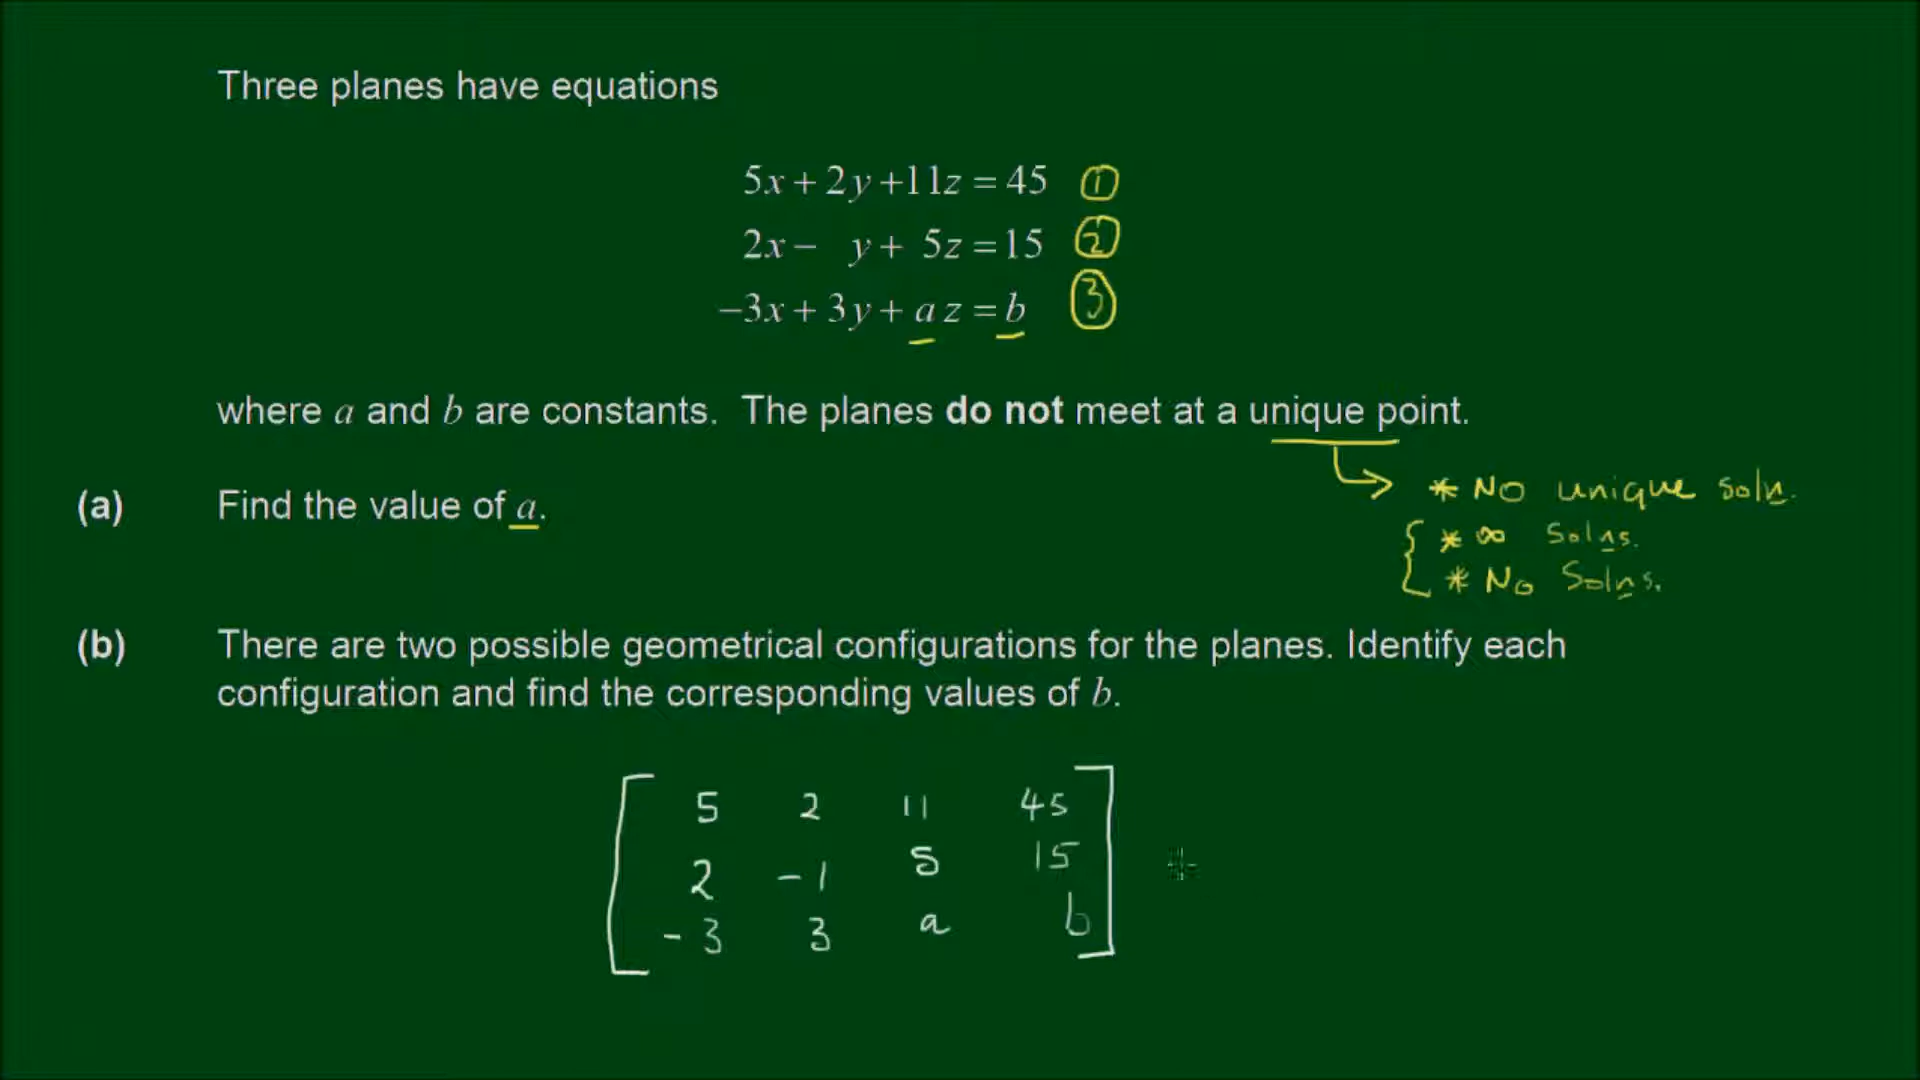 Three planes have equations
5x + 2y + 11z = 45 ①
2x − y + 5z = 15 ②
−3x + 3y + az = b ③
where a and b are constants. The planes do not meet at a unique point.
* No unique soln.
(a) Find the value of a.
* ∞ Solns.
* No Solns.
(b) There are two possible geometrical configurations for the planes. Identify each
configuration and find the corresponding values of b.
5 2 11 45
2 -1 5 15
-3 3 a b